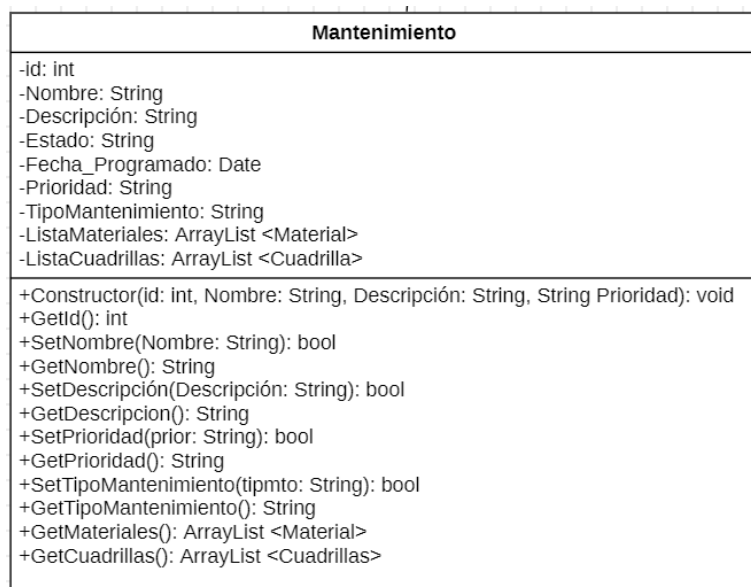 Mantenimiento
-id: int
-Nombre: String
-Descripción: String
-Estado: String
-Fecha_Programado: Date
-Prioridad: String
-TipoMantenimiento: String
-ListaMateriales: ArrayList <Material>
-ListaCuadrillas: ArrayList <Cuadrilla>
+Constructor(id: int, Nombre: String, Descripción: String, String Prioridad): void
+GetId(): int
+SetNombre(Nombre: String): bool
+GetNombre(): String
+SetDescripción(Descripción: String): bool
+GetDescripcion(): String
+SetPrioridad(prior: String): bool
+GetPrioridad(): String
+SetTipoMantenimiento(tipmto: String): bool
+GetTipoMantenimiento(): String
+GetMateriales(): ArrayList <Material>
+GetCuadrillas(): ArrayList <Cuadrillas>